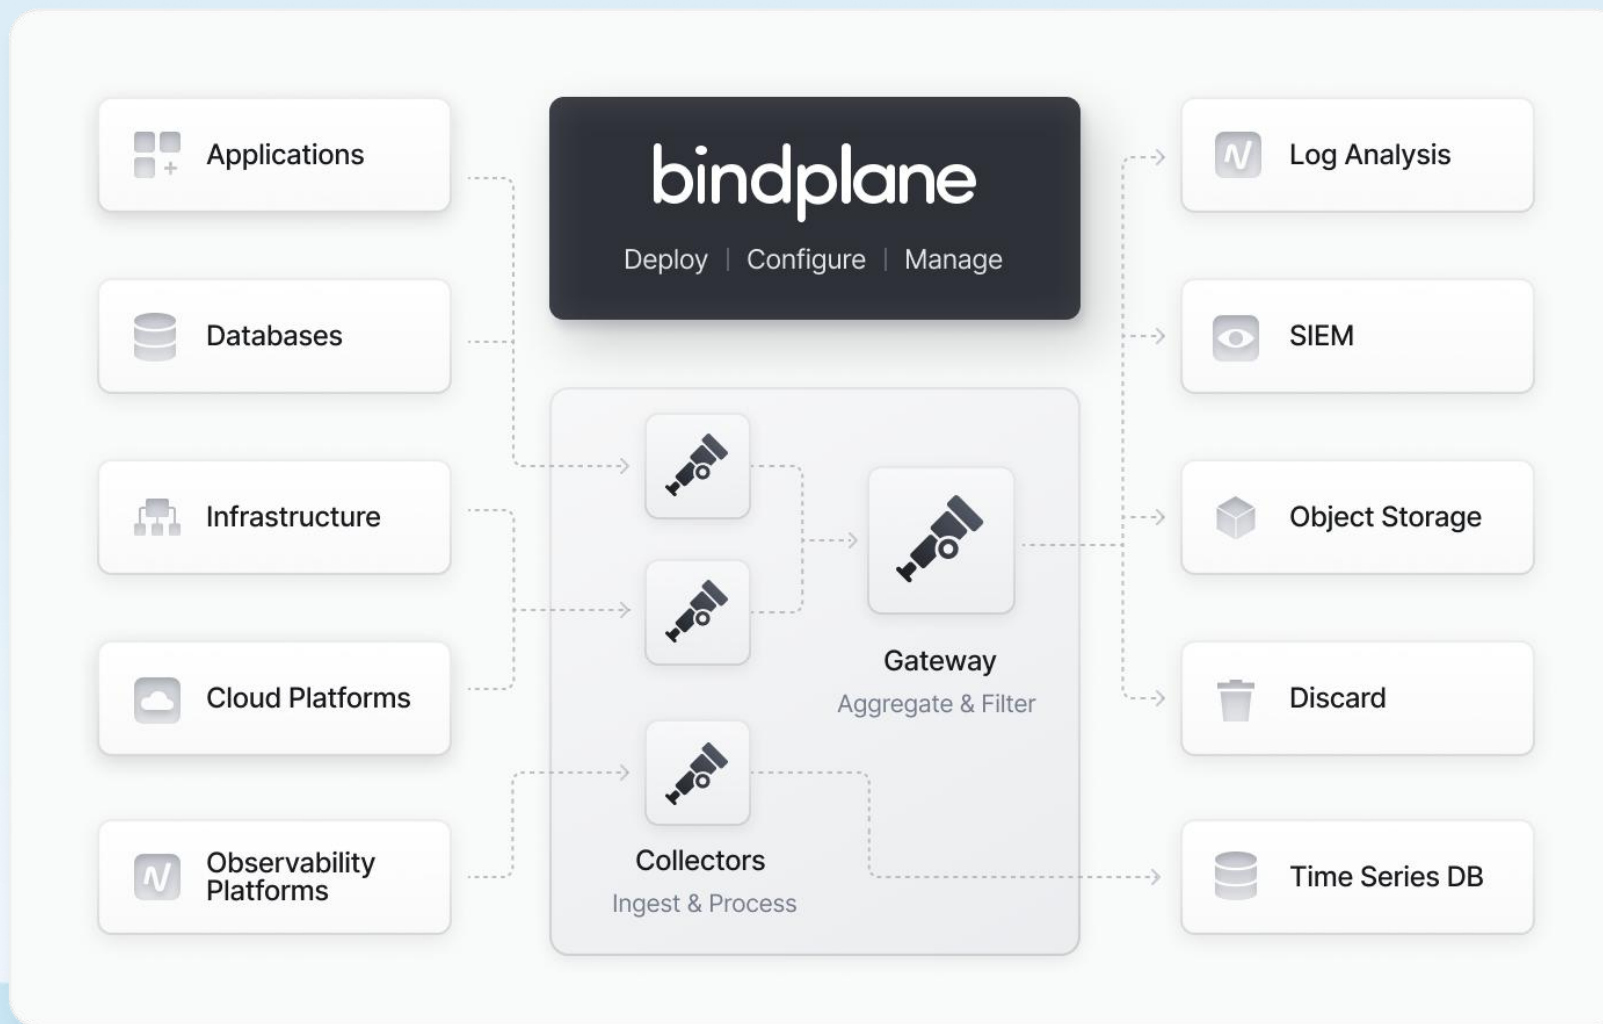 Applications
Databases
Infrastructure
Cloud Platforms
Observability
Platforms
bindplane
Deploy | Configure | Manage
Collectors
Ingest & Process
Gateway
Aggregate & Filter
Log Analysis
SIEM
Object Storage
Discard
Time Series DB